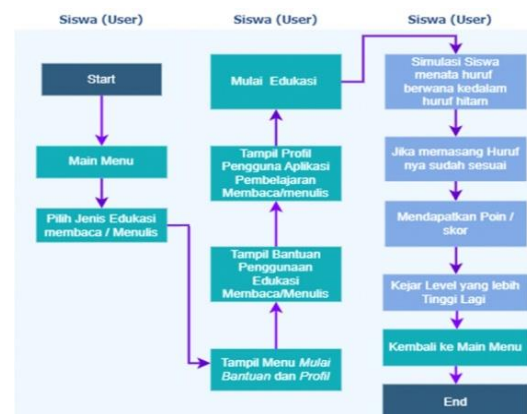 Siswa (User)
Siswa (User)
Siswa (User)
Start
Main Menu
Pilih Jenis Edukasi
membaca / Menulis
Tampil Menu Mulai
Bantuan dan Profil
Tampil Bantuan
Penggunaan
Edukasi
Membaca/Menulis
Tampil Profil
Pengguna Aplikasi
Pembelajaran
Membaca/menulis
Mulai Edukasi
Simulasi Siswa
menata huruf
berwana kedalam
huruf hitam
Jika memasang Huruf
nya sudah sesuai
Mendapatkan Poin /
skor
Kejar Level yang lebih
Tinggi Lagi
Kembali ke Main Menu
End